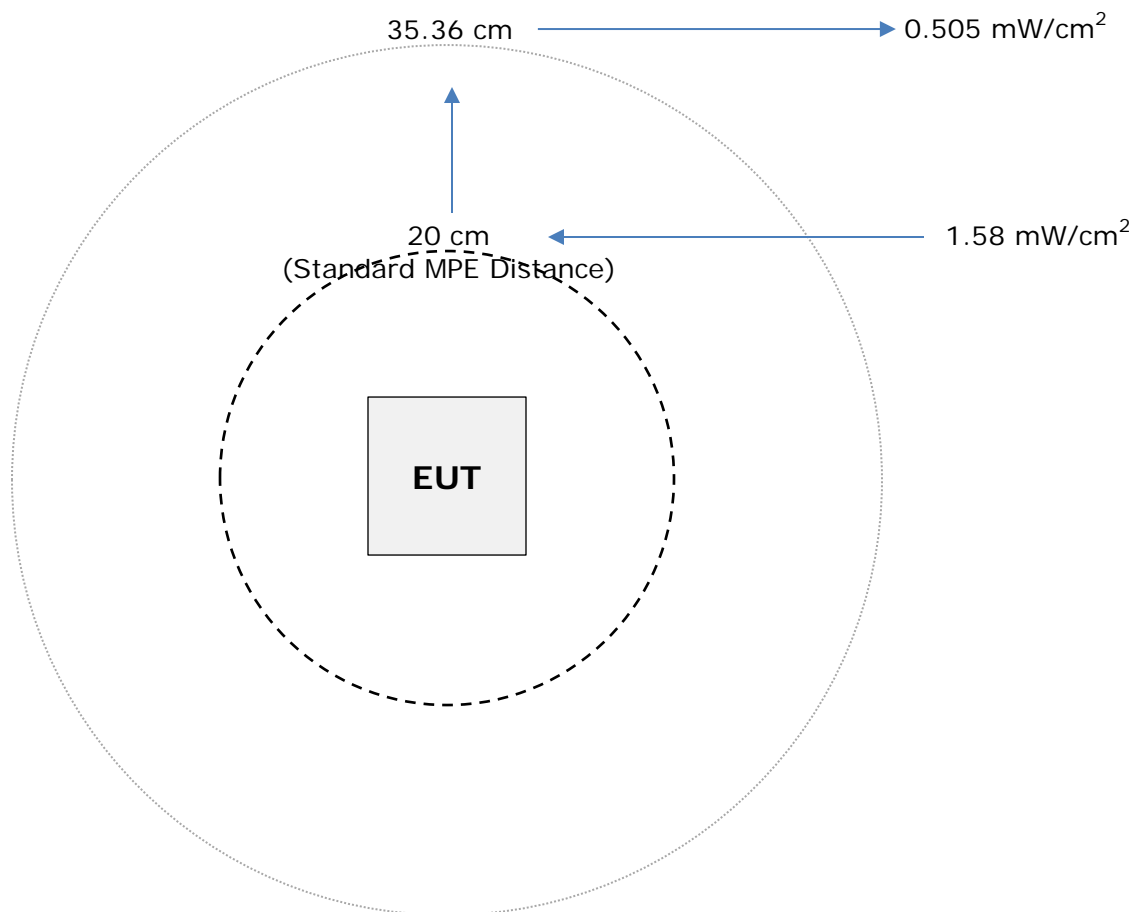 35.36 cm
0.505 mW/cm²
20 cm
1.58 mW/cm²
(Standard MPE Distance)
EUT